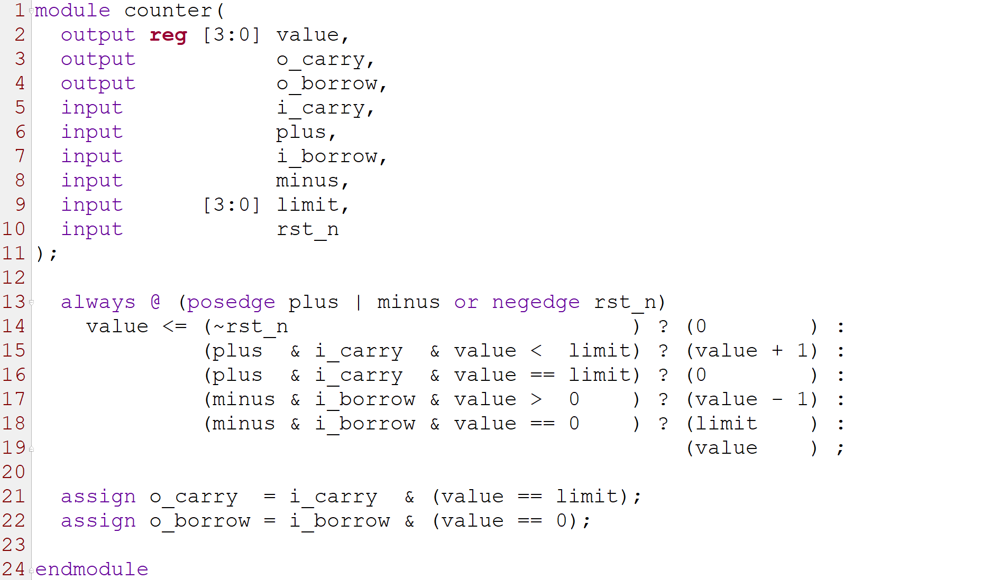 1 module counter(
2   output reg [3:0] value,
3   output           o_carry,
4   output           o_borrow,
5   input            i_carry,
6   input            plus,
7   input            i_borrow,
8   input            minus,
9   input      [3:0] limit,
10   input            rst_n
11 );
12
13   always @ (posedge plus | minus or negedge rst_n)
14     value <= (~rst_n                           ) ? (0        ) :
15              (plus  & i_carry  & value <  limit) ? (value + 1) :
16              (plus  & i_carry  & value == limit) ? (0        ) :
17              (minus & i_borrow & value >  0    ) ? (value - 1) :
18              (minus & i_borrow & value == 0    ) ? (limit    ) :
19                                                    (value    ) ;
20
21   assign o_carry  = i_carry  & (value == limit);
22   assign o_borrow = i_borrow & (value == 0);
23
24 endmodule